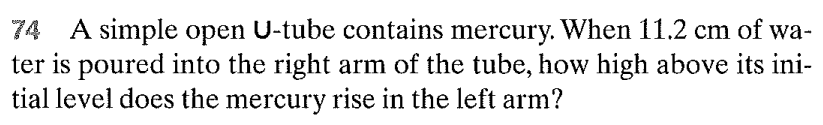 74 A simple open U-tube contains mercury. When 11.2 cm of wa-
ter is poured into the right arm of the tube, how high above its ini-
tial level does the mercury rise in the left arm?